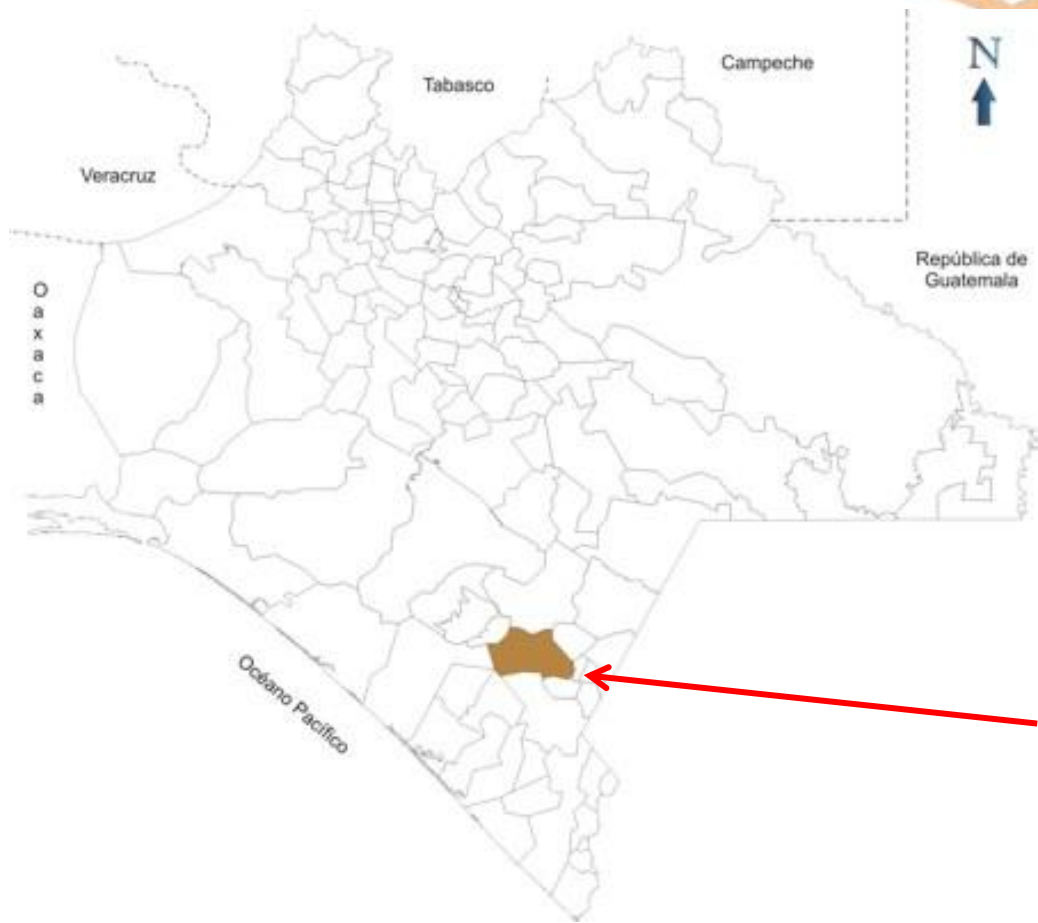 Campeche
N
Tabasco
Veracruz
República de
Guatemala
O
a
x
a
c
a
Océano Pacífico